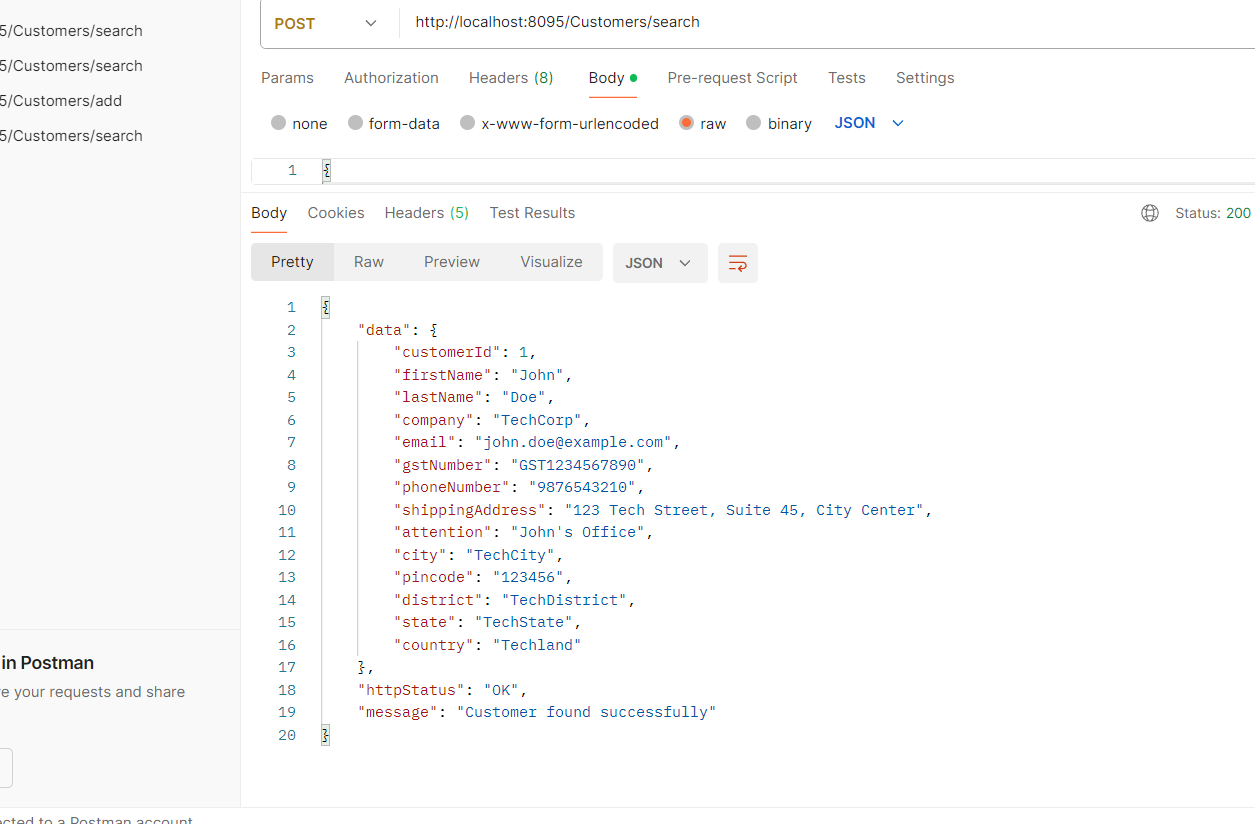 5/Customers/search
5/Customers/search
5/Customers/add
5/Customers/search
in Postman
e your requests and share
ected to a Postman account
POST http://localhost:8095/Customers/search
Params Authorization Headers (8) Body Pre-request Script Tests Settings
none form-data x-www-form-urlencoded raw binary JSON
1 {
Body Cookies Headers (5) Test Results Status: 200
Pretty Raw Preview Visualize JSON
1 {
2 "data": {
3 "customerId": 1,
4 "firstName": "John",
5 "lastName": "Doe",
6 "company": "TechCorp",
7 "email": "john.doe@example.com",
8 "gstNumber": "GST1234567890",
9 "phoneNumber": "9876543210",
10 "shippingAddress": "123 Tech Street, Suite 45, City Center",
11 "attention": "John's Office",
12 "city": "TechCity",
13 "pincode": "123456",
14 "district": "TechDistrict",
15 "state": "TechState",
16 "country": "Techland"
17 },
18 "httpStatus": "OK",
19 "message": "Customer found successfully"
20 }